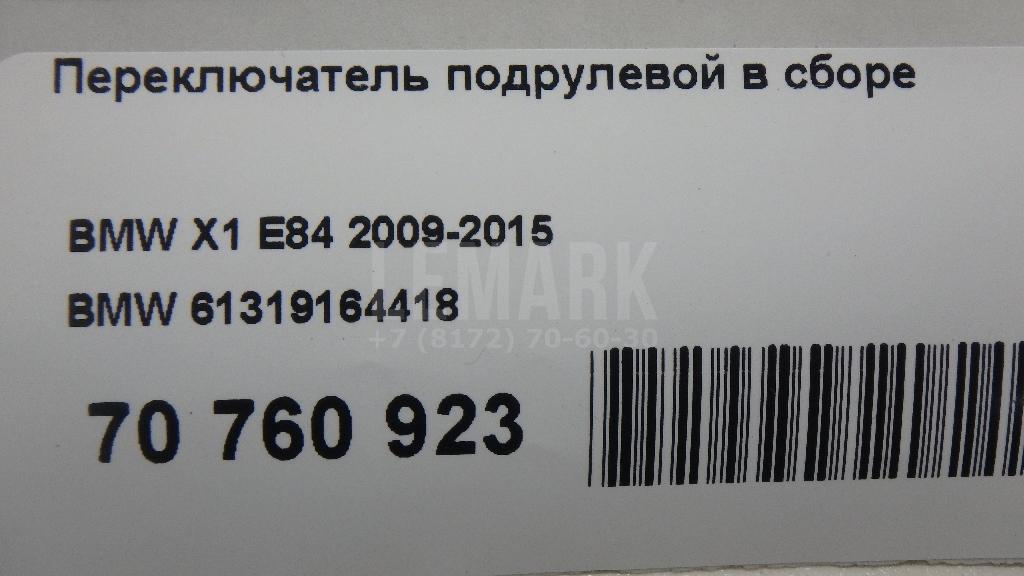 Переключатель подрулевой в сборе
BMW X1 E84 2009-2015
LEMARK
BMW 61319164418
+7 (8172) 70-60-30
70 760 923